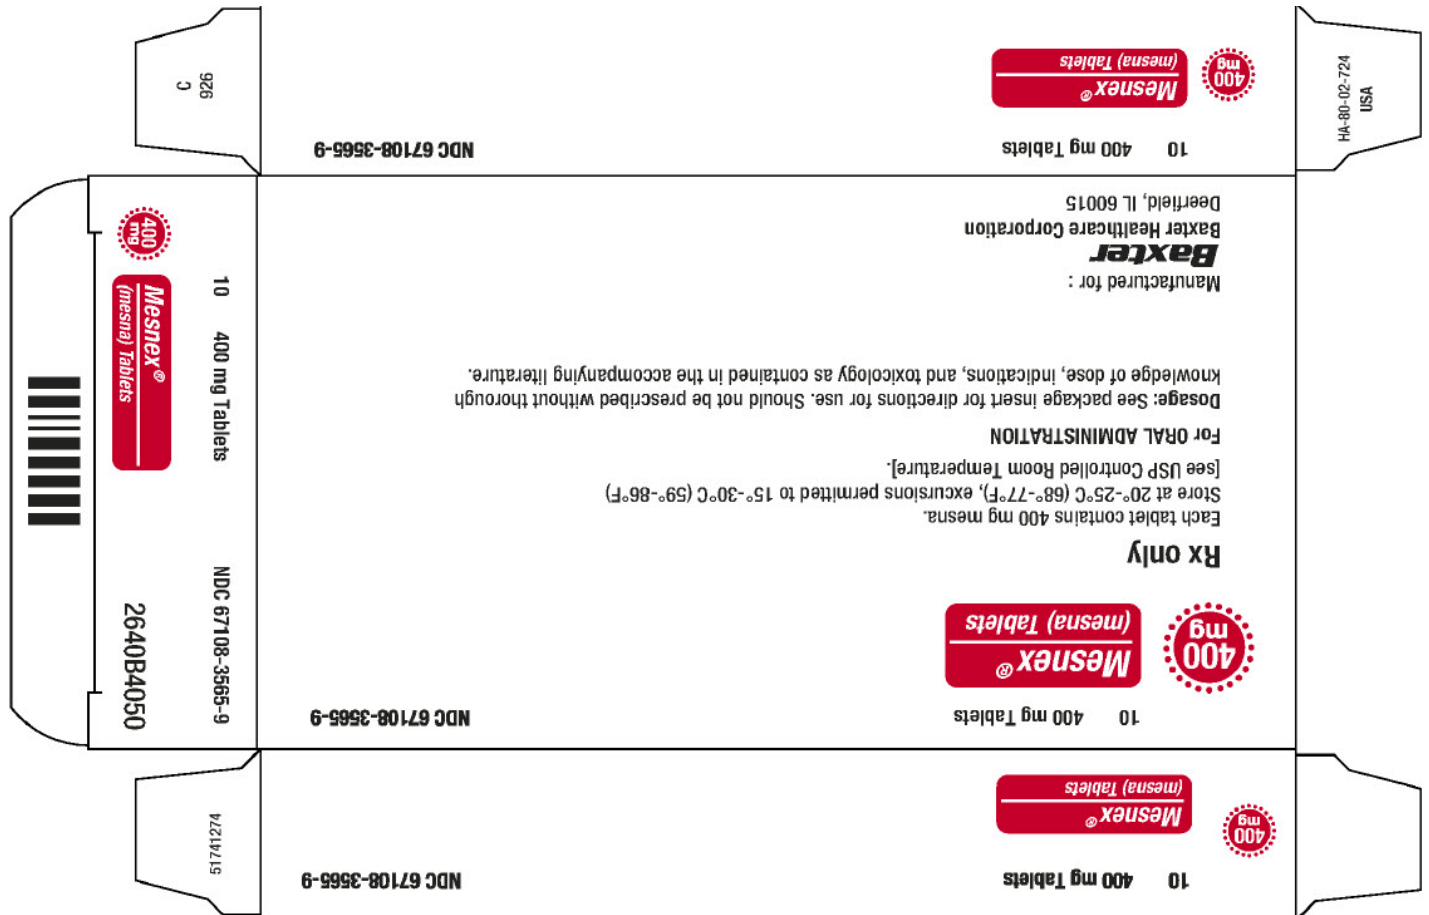 10 400 mg Tablets NDC 67108-3565-9
400 mg
Mesnex®
(mesna) Tablets
10 400 mg Tablets NDC 67108-3565-9
400 mg
Mesnex®
(mesna) Tablets
Rx only
Each tablet contains 400 mg mesna.
Store at 20°-25°C (68°-77°F), excursions permitted to 15°-30°C (59°-86°F)
[see USP Controlled Room Temperature].
For ORAL ADMINISTRATION
Dosage: See package insert for directions for use. Should not be prescribed without thorough
knowledge of dose, indications, and toxicology as contained in the accompanying literature.
Manufactured for :
Baxter
Baxter Healthcare Corporation
Deerfield, IL 60015
10 400 mg Tablets NDC 67108-3565-9
400 mg
Mesnex®
(mesna) Tablets
400 mg
Mesnex®
(mesna) Tablets
10 400 mg Tablets NDC 67108-3565-9
2640B4050
C
926
51741274
HA-80-02-724
USA